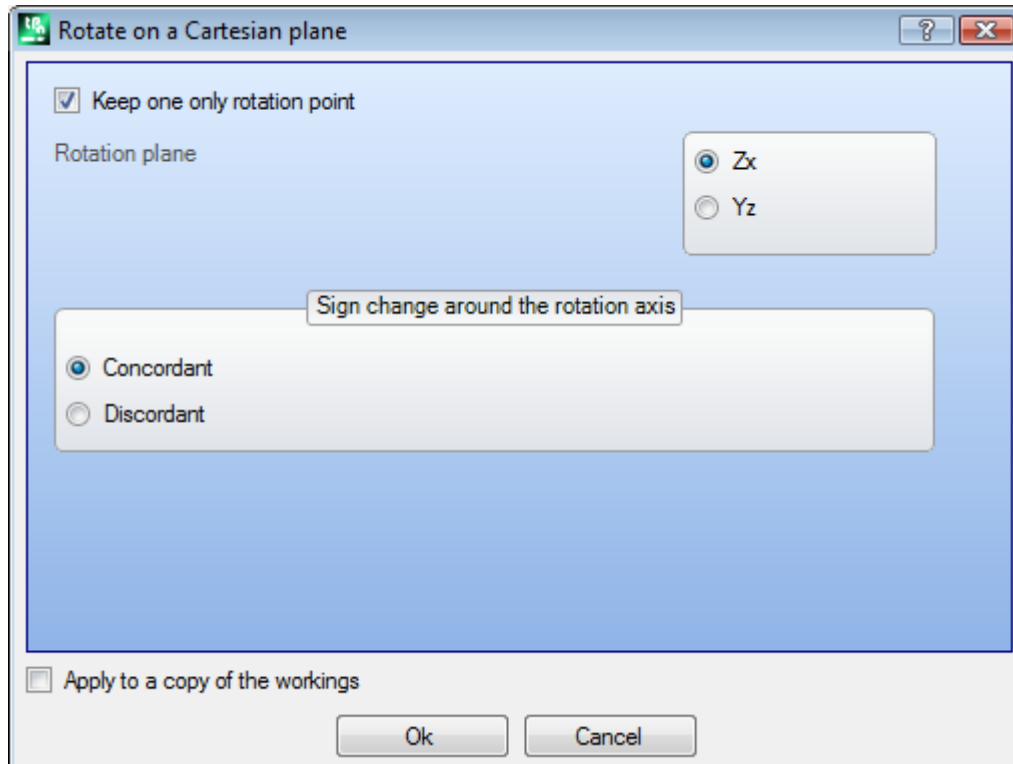 Rotate on a Cartesian plane
Keep one only rotation point
Rotation plane
Zx
Yz
Sign change around the rotation axis
Concordant
Discordant
Apply to a copy of the workings
Ok
Cancel